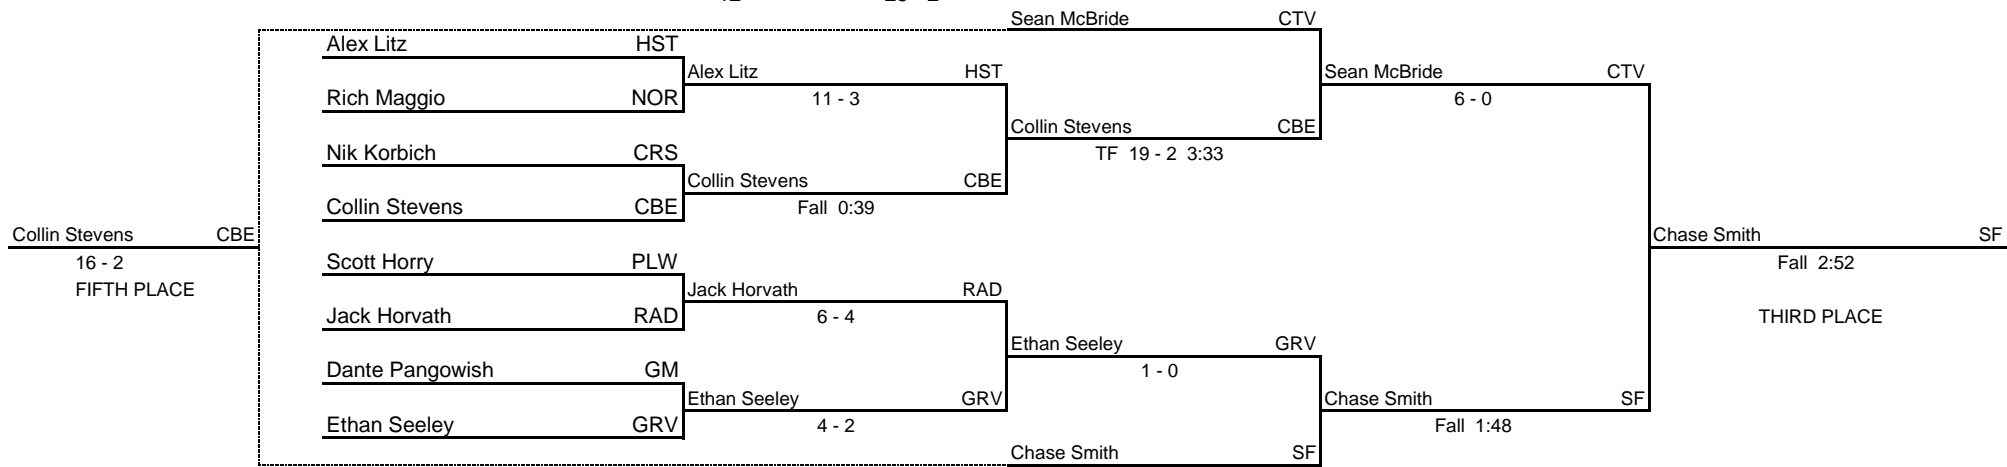 Sean McBride CTV
Alex Litz HST
Alex Litz HST
Sean McBride CTV
Rich Maggio NOR
11 - 3
6 - 0
Collin Stevens CBE
Nik Korbich CRS
TF 19 - 2 3:33
Collin Stevens CBE
Collin Stevens CBE
Fall 0:39
Collin Stevens CBE
Chase Smith SF
16 - 2
Scott Horry PLW
Fall 2:52
FIFTH PLACE
Jack Horvath RAD
Jack Horvath RAD
6 - 4
THIRD PLACE
Ethan Seeley GRV
Dante Pangowish GM
1 - 0
Ethan Seeley GRV
Chase Smith SF
Ethan Seeley GRV
4 - 2
Fall 1:48
Chase Smith SF